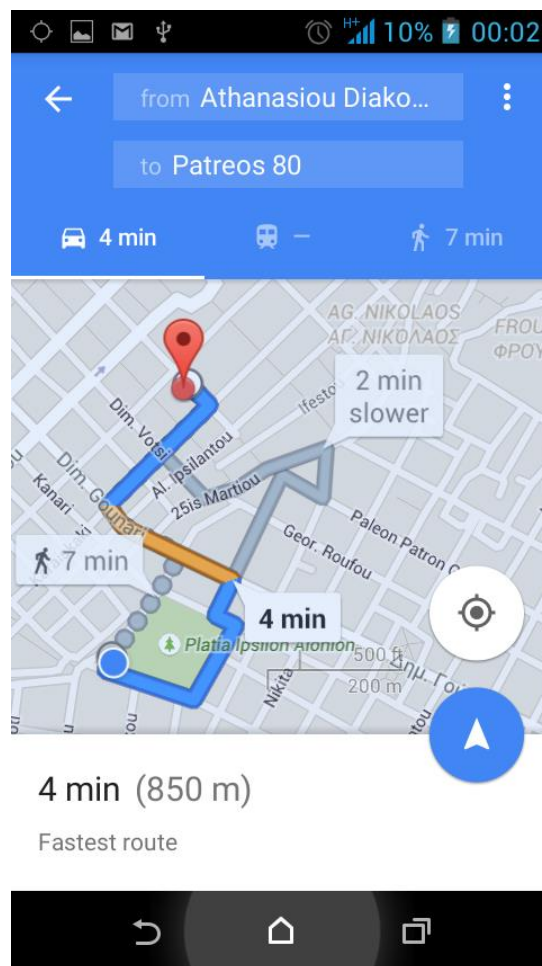 H+ 10% 00:02
from Athanasiou Diako...
to Patreos 80
4 min
–
7 min
AG. NIKOLAOS
ΑΓ. ΝΙΚΟΛΑΟΣ
FROU
ΦΡΟΥ
2 min
slower
Ifesto
Dim. Votsi
Al. Ipsilantou
25is Martiou
Kanari
Dim. Gounari
Geor. Roufou
Paleon Patron G
7 min
4 min
Platia Ipsilon Alonion
500 ft
200 m
Nikita
Δημ. Γού
4 min (850 m)
Fastest route